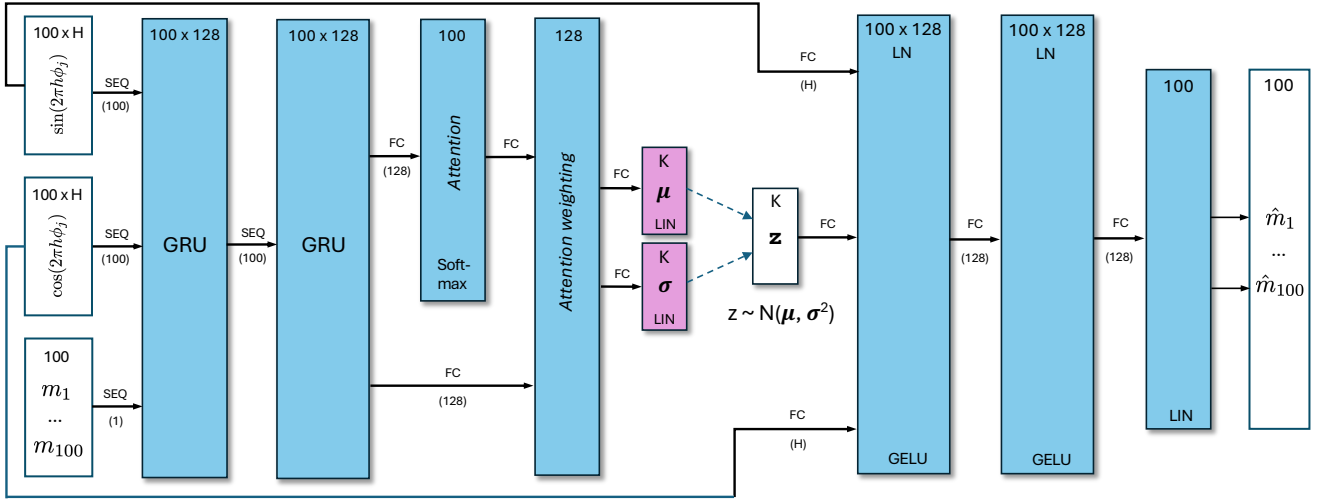 100 x H
sin(2πhϕ_j)
SEQ
(100)
100 x H
cos(2πhϕ_j)
SEQ
(100)
100
m_1
...
m_100
SEQ
(1)
100 x 128
GRU
SEQ
(100)
100 x 128
GRU
FC
(128)
FC
(128)
100
Attention
Soft-
max
FC
128
Attention weighting
FC
FC
K
μ
LIN
K
σ
LIN
K
z
z ~ N(μ, σ²)
FC
FC
(H)
FC
(H)
100 x 128
LN
GELU
FC
(128)
100 x 128
LN
GELU
FC
(128)
100
LIN
100
m̂_1
...
m̂_100